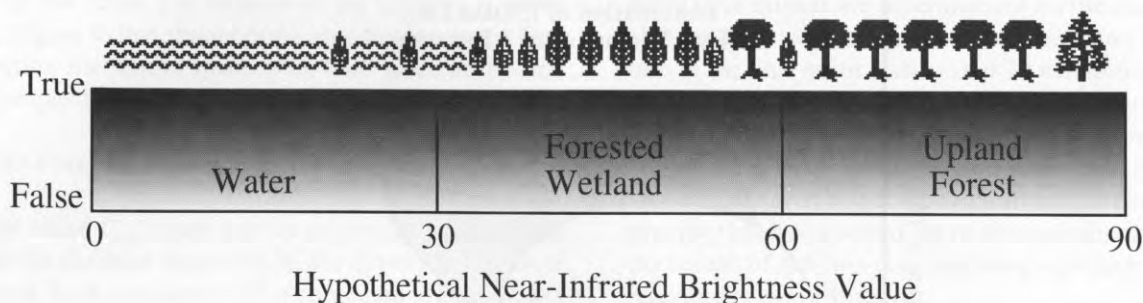 True
False
Water
Forested
Wetland
Upland
Forest
0
30
60
90
Hypothetical Near-Infrared Brightness Value